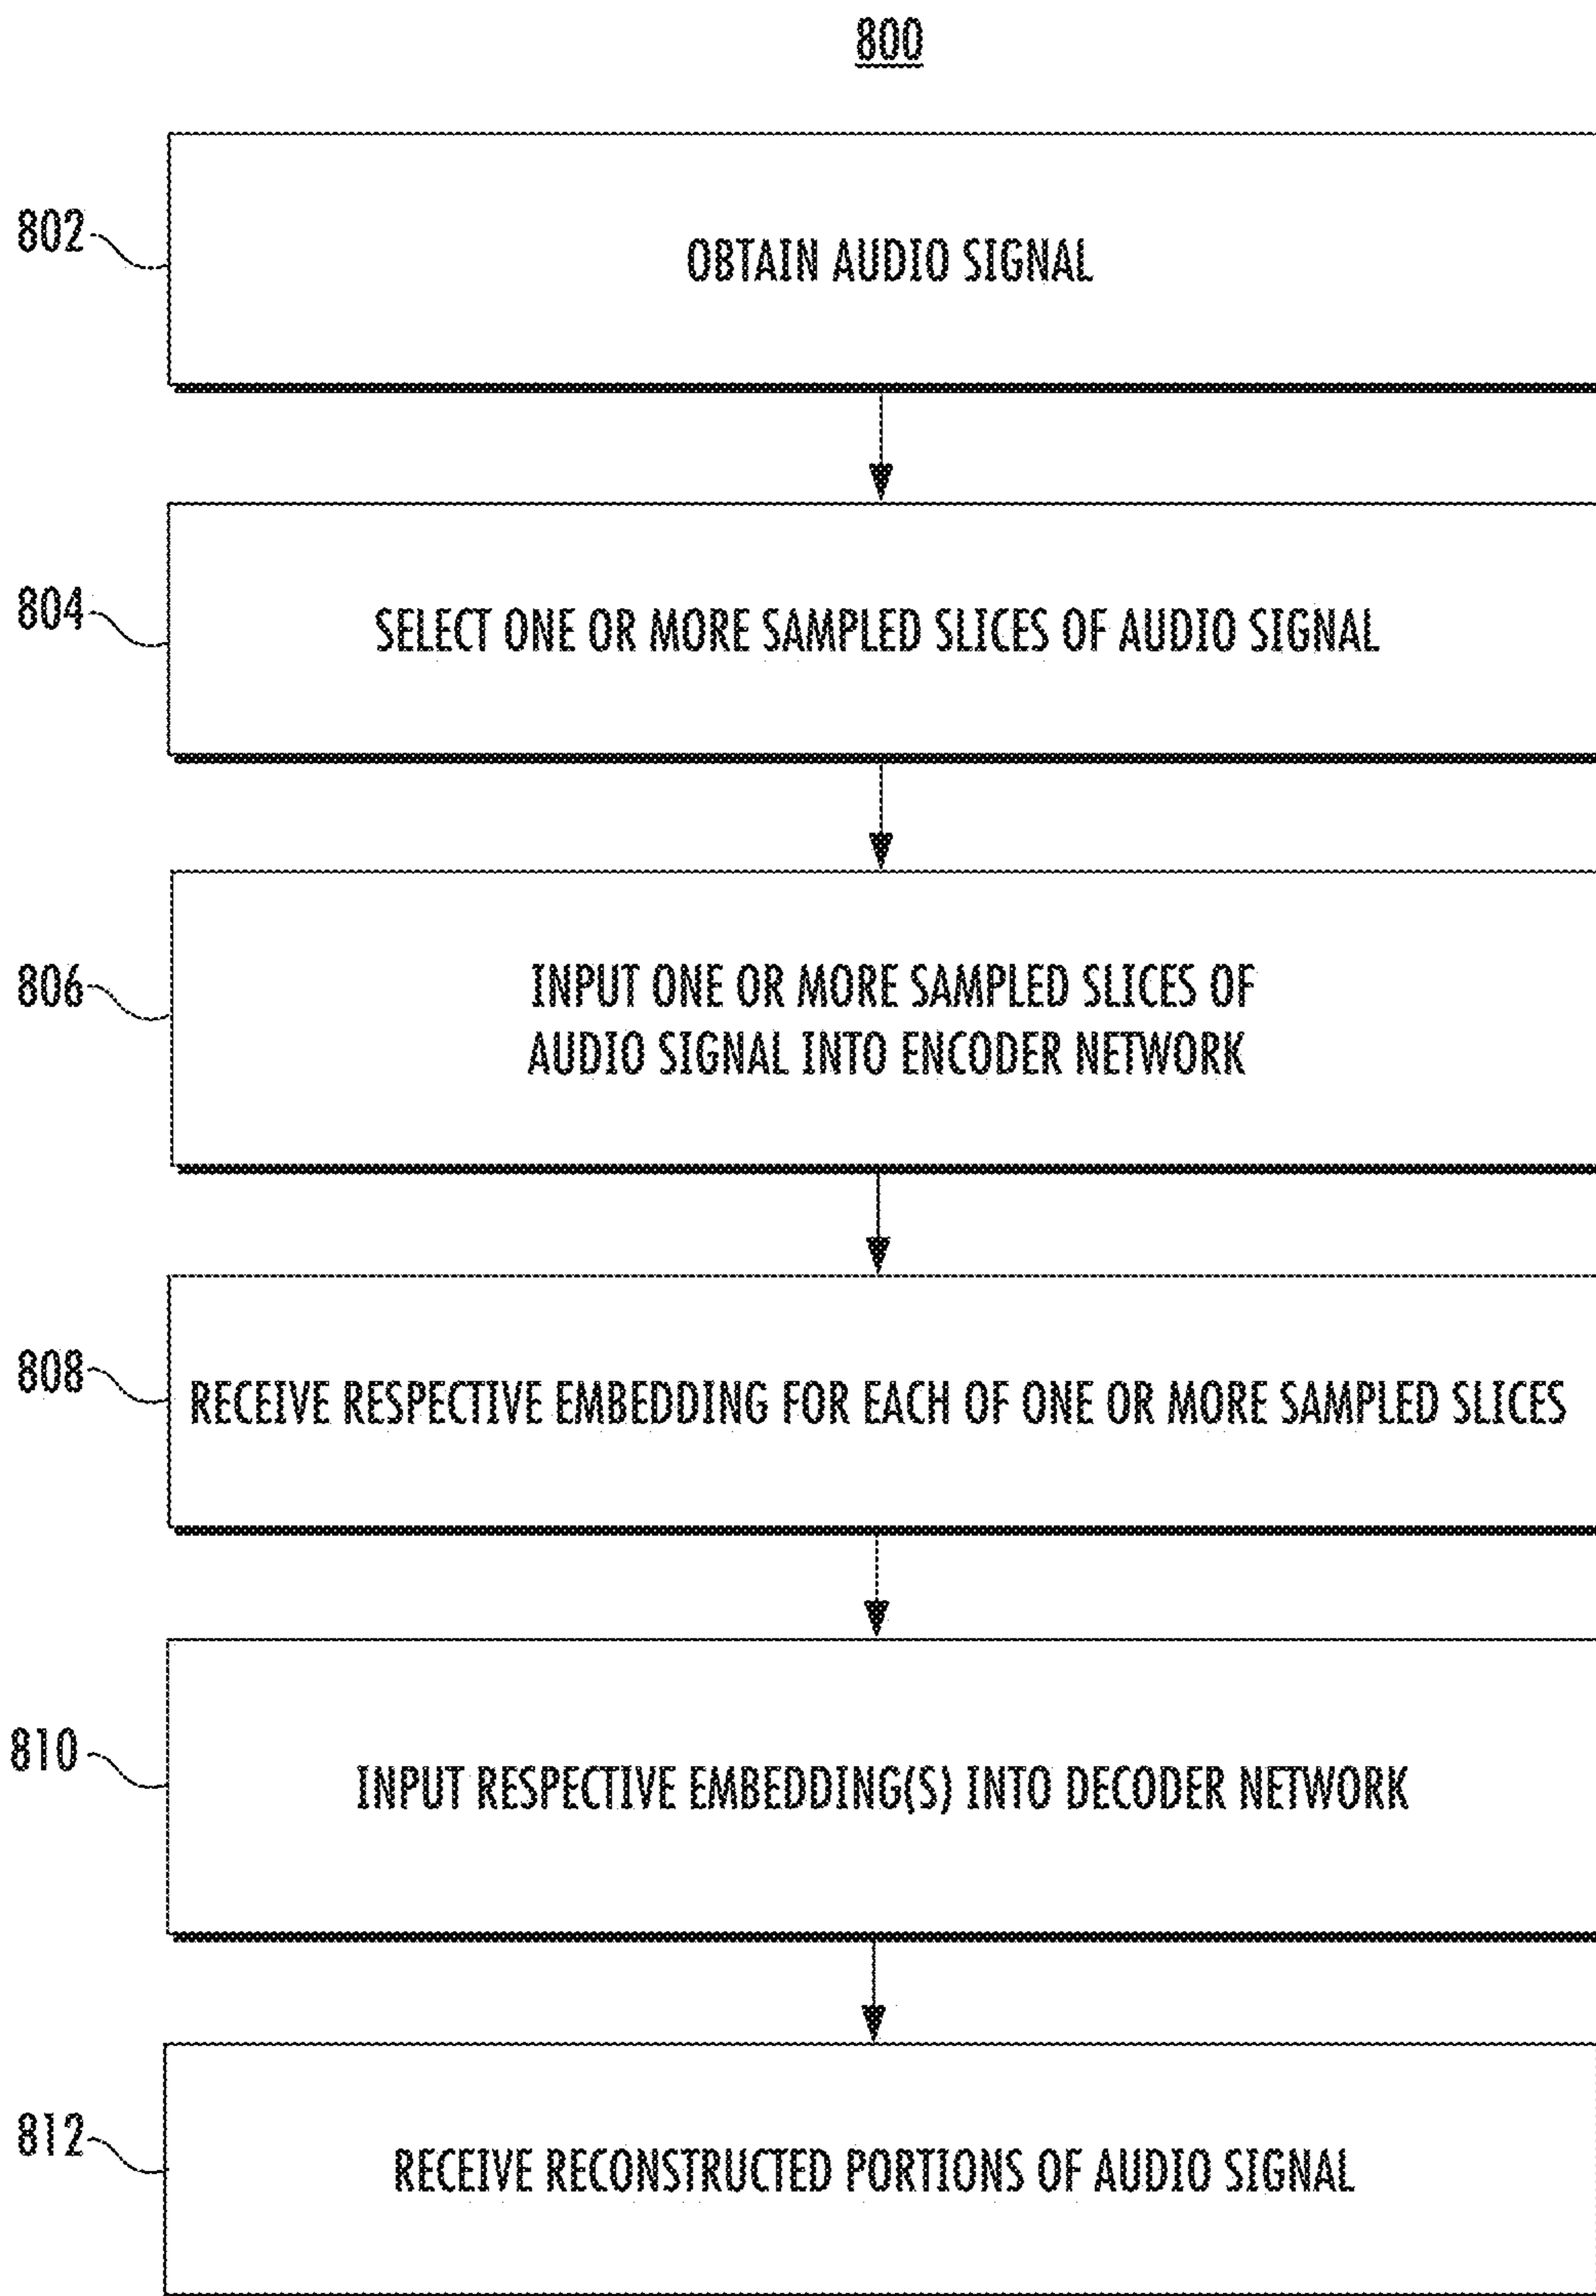 800
802
OBTAIN AUDIO SIGNAL
804
SELECT ONE OR MORE SAMPLED SLICES OF AUDIO SIGNAL
806
INPUT ONE OR MORE SAMPLED SLICES OF
AUDIO SIGNAL INTO ENCODER NETWORK
808
RECEIVE RESPECTIVE EMBEDDING FOR EACH OF ONE OR MORE SAMPLED SLICES
810
INPUT RESPECTIVE EMBEDDING(S) INTO DECODER NETWORK
812
RECEIVE RECONSTRUCTED PORTIONS OF AUDIO SIGNAL